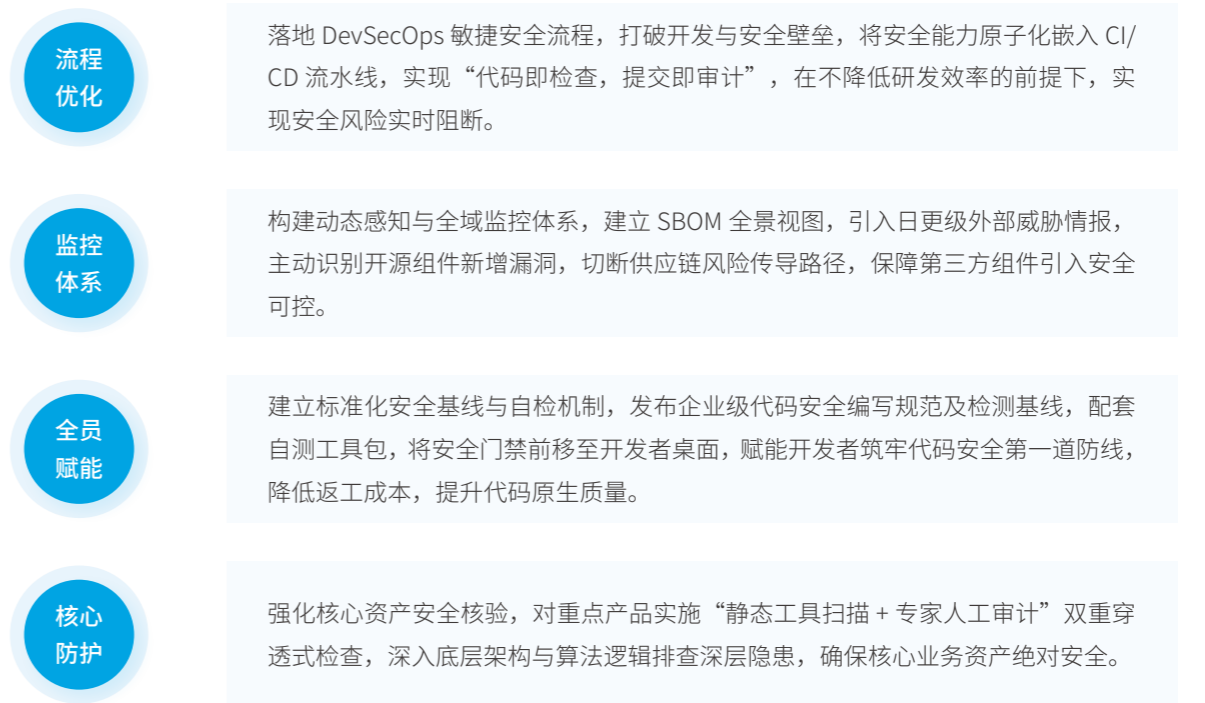 流程
优化
落地 DevSecOps 敏捷安全流程，打破开发与安全壁垒，将安全能力原子化嵌入 CI/
CD 流水线，实现“代码即检查，提交即审计”，在不降低研发效率的前提下，实
现安全风险实时阻断。
监控
体系
构建动态感知与全域监控体系，建立 SBOM 全景视图，引入日更级外部威胁情报，
主动识别开源组件新增漏洞，切断供应链风险传导路径，保障第三方组件引入安全
可控。
全员
赋能
建立标准化安全基线与自检机制，发布企业级代码安全编写规范及检测基线，配套
自测工具包，将安全门禁前移至开发者桌面，赋能开发者筑牢代码安全第一道防线，
降低返工成本，提升代码原生质量。
核心
防护
强化核心资产安全核验，对重点产品实施“静态工具扫描 + 专家人工审计”双重穿
透式检查，深入底层架构与算法逻辑排查深层隐患，确保核心业务资产绝对安全。